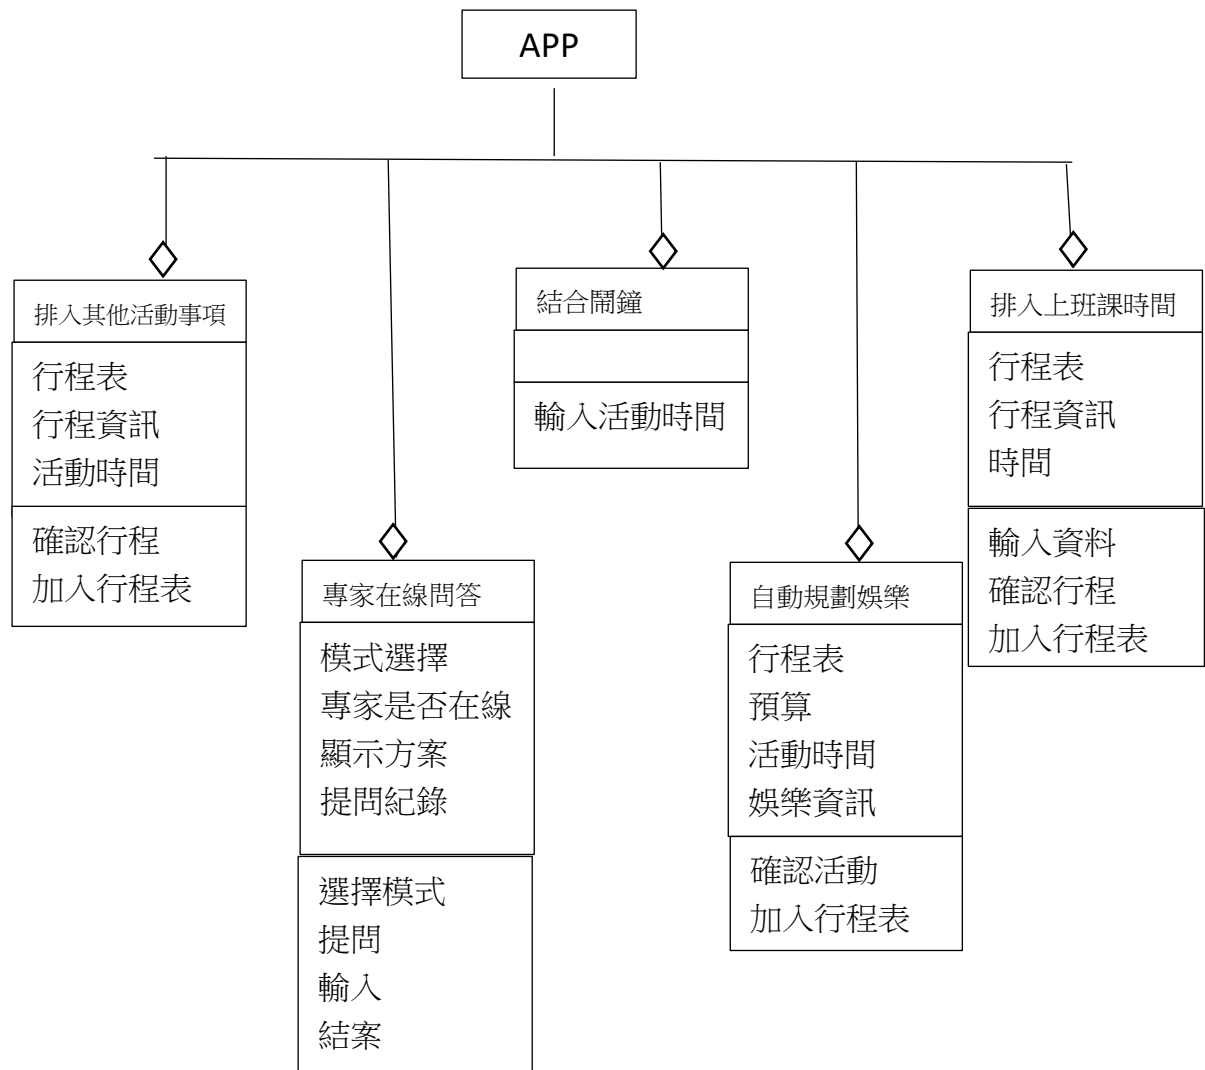 APP
排入其他活動事項
行程表
行程資訊
活動時間
確認行程
加入行程表
專家在線問答
模式選擇
專家是否在線
顯示方案
提問紀錄
選擇模式
提問
輸入
結案
結合鬧鐘
輸入活動時間
自動規劃娛樂
行程表
預算
活動時間
娛樂資訊
確認活動
加入行程表
排入上班課時間
行程表
行程資訊
時間
輸入資料
確認行程
加入行程表